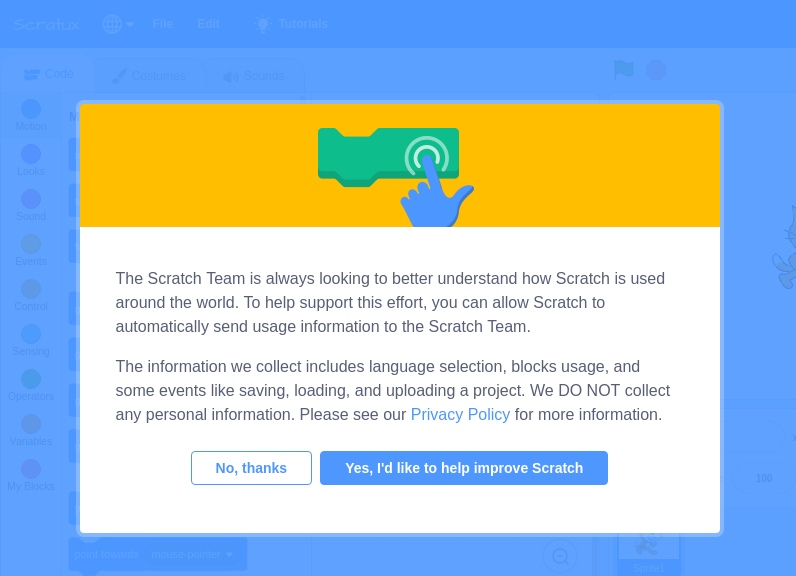 Scratux File Edit Tutorials
Code Costumes Sounds
Motion
Looks
Sound
Events
Control
Sensing
Operators
Variables
My Blocks
The Scratch Team is always looking to better understand how Scratch is used
around the world. To help support this effort, you can allow Scratch to
automatically send usage information to the Scratch Team.
The information we collect includes language selection, blocks usage, and
some events like saving, loading, and uploading a project. We DO NOT collect
any personal information. Please see our Privacy Policy for more information.
No, thanks Yes, I'd like to help improve Scratch
100
point towards mouse-pointer
Sprite1